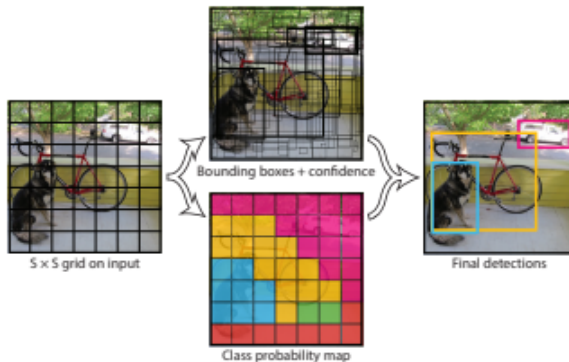 S × S grid on input
Bounding boxes + confidence
Class probability map
Final detections